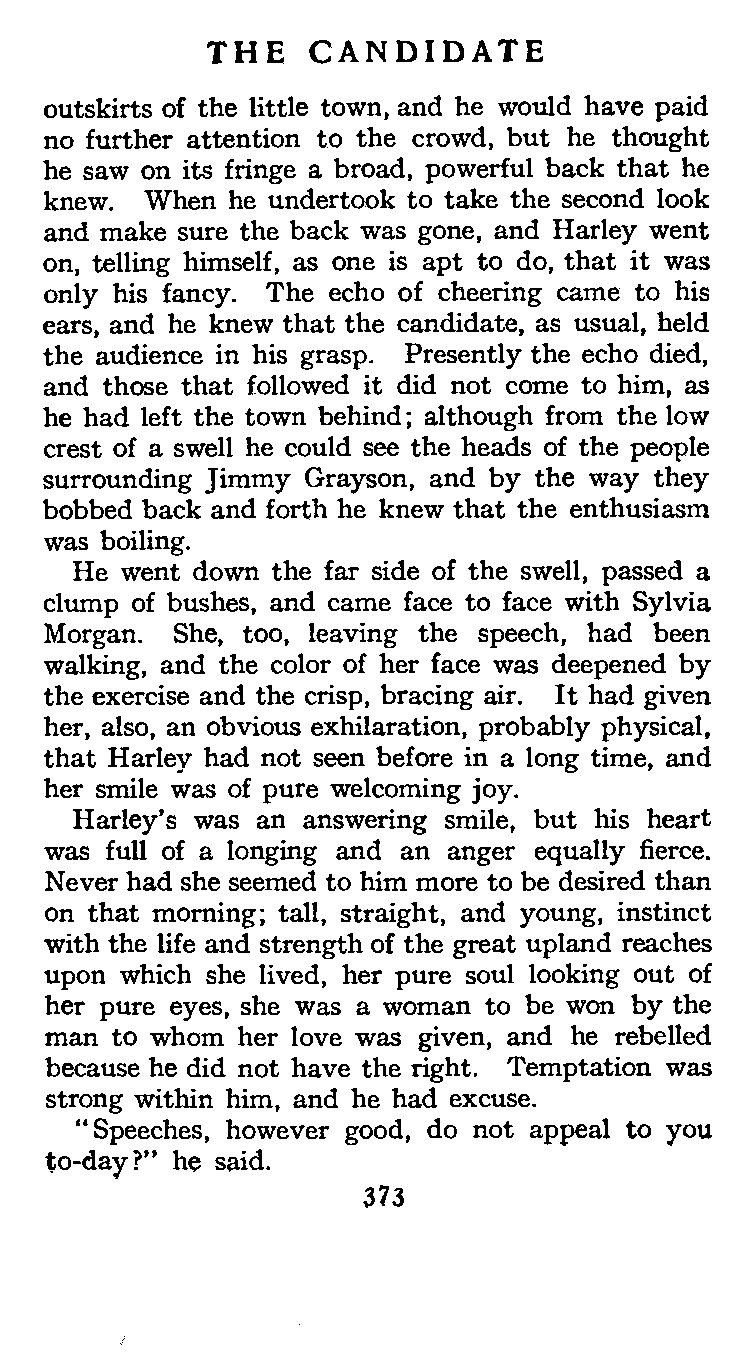 THE CANDIDATE
outskirts of the little town, and he would have paid
no further attention to the crowd, but he thought
he saw on its fringe a broad, powerful back that he
knew. When he undertook to take the second look
and make sure the back was gone, and Harley went
on, telling himself, as one is apt to do, that it was
only his fancy. The echo of cheering came to his
ears, and he knew that the candidate, as usual, held
the audience in his grasp. Presently the echo died,
and those that followed it did not come to him, as
he had left the town behind; although from the low
crest of a swell he could see the heads of the people
surrounding Jimmy Grayson, and by the way they
bobbed back and forth he knew that the enthusiasm
was boiling.
He went down the far side of the swell, passed a
clump of bushes, and came face to face with Sylvia
Morgan. She, too, leaving the speech, had been
walking, and the color of her face was deepened by
the exercise and the crisp, bracing air. It had given
her, also, an obvious exhilaration, probably physical,
that Harley had not seen before in a long time, and
her smile was of pure welcoming joy.
Harley's was an answering smile, but his heart
was full of a longing and an anger equally fierce.
Never had she seemed to him more to be desired than
on that morning; tall, straight, and young, instinct
with the life and strength of the great upland reaches
upon which she lived, her pure soul looking out of
her pure eyes, she was a woman to be won by the
man to whom her love was given, and he rebelled
because he did not have the right. Temptation was
strong within him, and he had excuse.
"Speeches, however good, do not appeal to you
to-day?" he said.
373